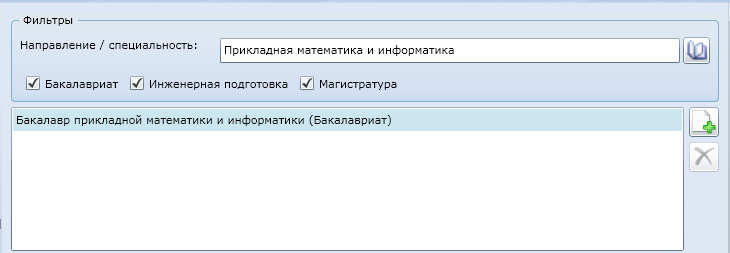 Фильтры
Направление / специальность:
Прикладная математика и информатика
Бакалавриат
Инженерная подготовка
Магистратура
Бакалавр прикладной математики и информатики (Бакалавриат)